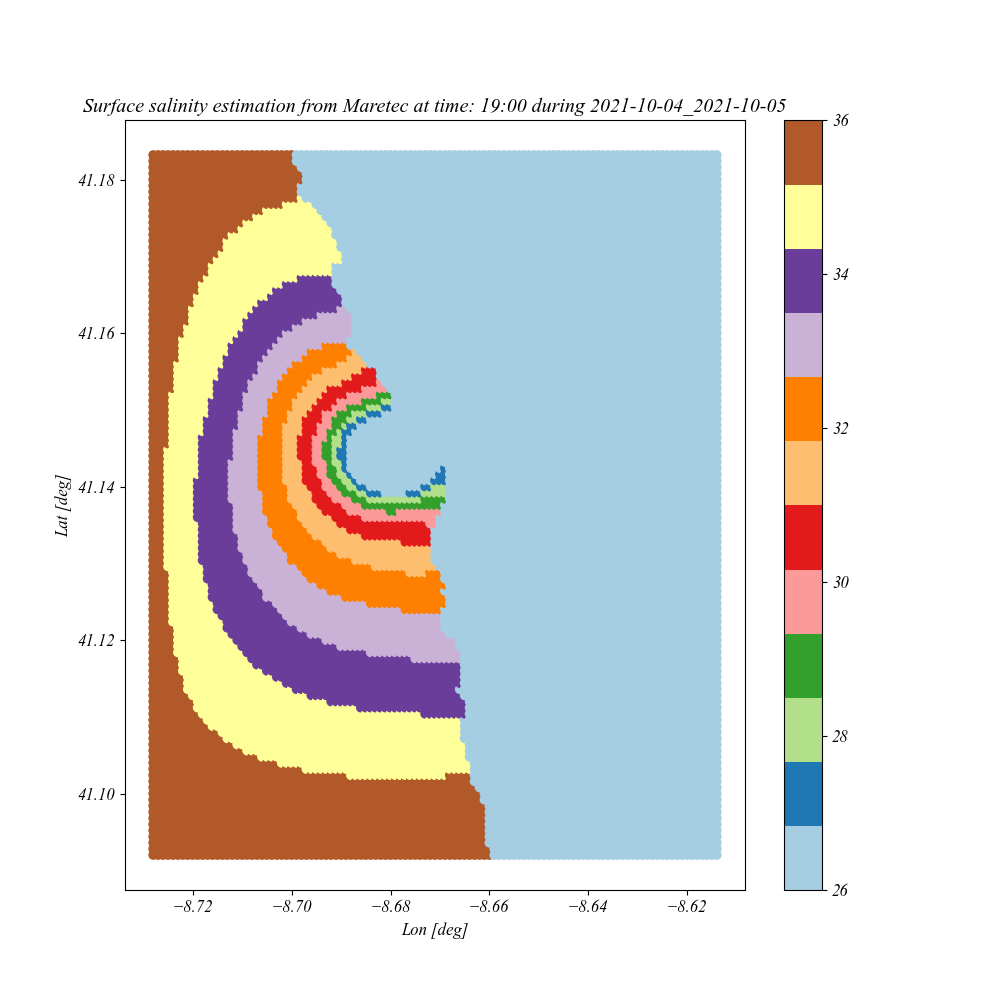 Surface salinity estimation from Maretec at time: 19:00 during 2021-10-04_2021-10-05
36
41.18
34
41.16
32
Lat [deg]
41.14
30
41.12
28
41.10
26
−8.72 −8.70 −8.68 −8.66 −8.64 −8.62
Lon [deg]